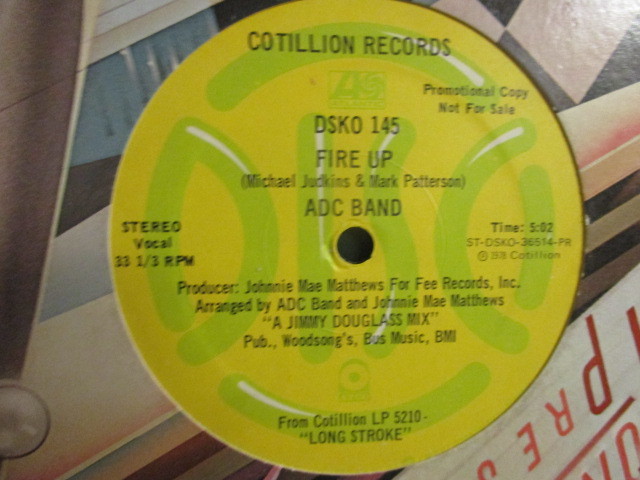 COTILLION RECORDS
Promotional Copy
Not For Sale
DSKO 145
FIRE UP
(Michael Judkins & Mark Patterson)
ADC BAND
STEREO
Vocal
33 1/3 RPM
Time: 5:02
ST-DSKO-36514-PR
Ⓟ 1978 Cotillion
Producer: Johnnie Mae Matthews For Fee Records, Inc.
Arranged by ADC Band and Johnnie Mae Matthews
"A JIMMY DOUGLASS MIX"
Pub., Woodsong's, Bus Music, BMI
From Cotillion LP 5210-
"LONG STROKE"